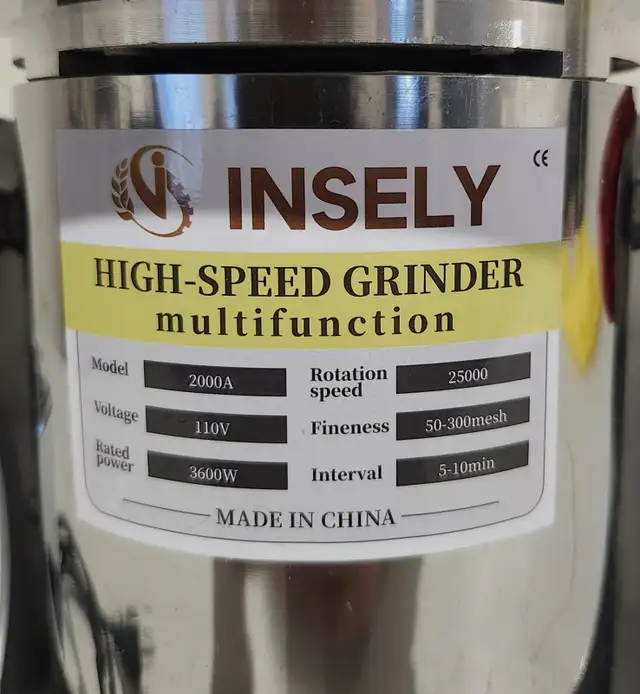 INSELY
CE
HIGH-SPEED GRINDER
multifunction
Model 2000A
Voltage 110V
Rated power 3600W
Rotation speed 25000
Fineness 50-300mesh
Interval 5-10min
MADE IN CHINA